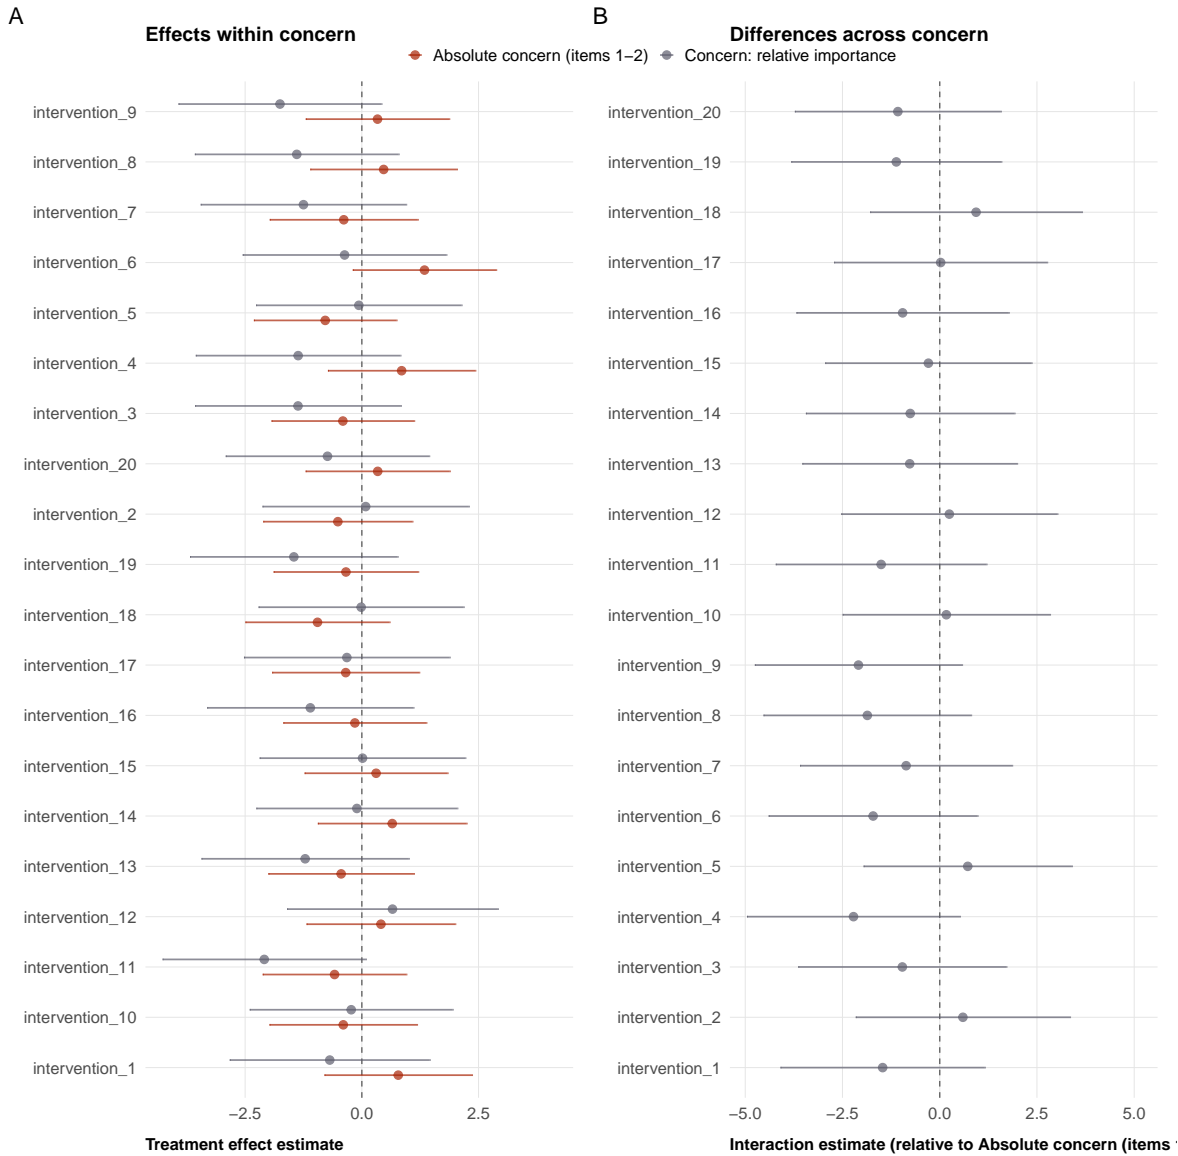 A
B
Effects within concern
Differences across concern
Absolute concern (items 1–2)
Concern: relative importance
intervention_9
intervention_8
intervention_7
intervention_6
intervention_5
intervention_4
intervention_3
intervention_20
intervention_2
intervention_19
intervention_18
intervention_17
intervention_16
intervention_15
intervention_14
intervention_13
intervention_12
intervention_11
intervention_10
intervention_1
−2.5
0.0
2.5
Treatment effect estimate
intervention_20
intervention_19
intervention_18
intervention_17
intervention_16
intervention_15
intervention_14
intervention_13
intervention_12
intervention_11
intervention_10
intervention_9
intervention_8
intervention_7
intervention_6
intervention_5
intervention_4
intervention_3
intervention_2
intervention_1
−5.0
−2.5
0.0
2.5
5.0
Interaction estimate (relative to Absolute concern (items